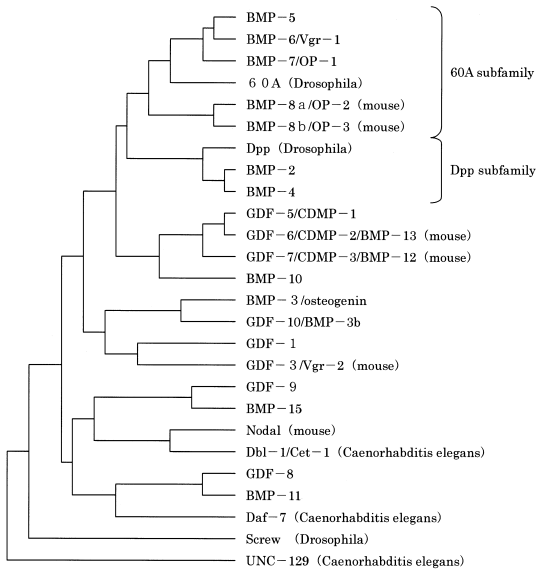 BMP－5
BMP－6/Vgr－1
BMP－7/OP－1
６０A（Drosophila）
60A subfamily
BMP－8ａ/OP－2（mouse）
BMP－8ｂ/OP－3（mouse）
Dpp（Drosophila）
BMP－2
Dpp subfamily
BMP－4
GDF－5/CDMP－1
GDF－6/CDMP－2/BMP－13（mouse）
GDF－7/CDMP－3/BMP－12（mouse）
BMP－10
BMP－3/osteogenin
GDF－10/BMP－3b
GDF－1
GDF－3/Vgr－2（mouse）
GDF－9
BMP－15
Nodal（mouse）
Dbl－1/Cet－1（Caenorhabditis elegans）
GDF－8
BMP－11
Daf－7（Caenorhabditis elegans）
Screw （Drosophila）
UNC－129（Caenorhabditis elegans）